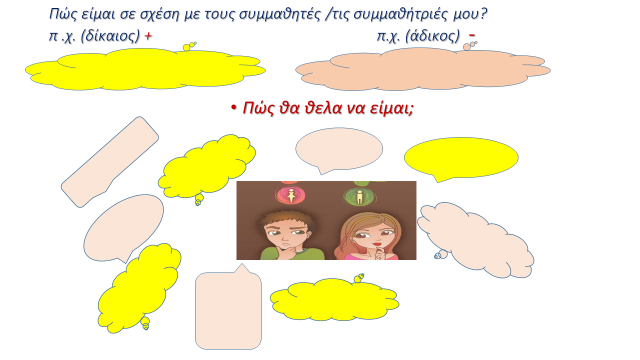 Πώς είμαι σε σχέση με τους συμμαθητές /τις συμμαθήτριές μου?
π .χ. (δίκαιος) + π.χ. (άδικος) -
• Πώς θα θελα να είμαι;